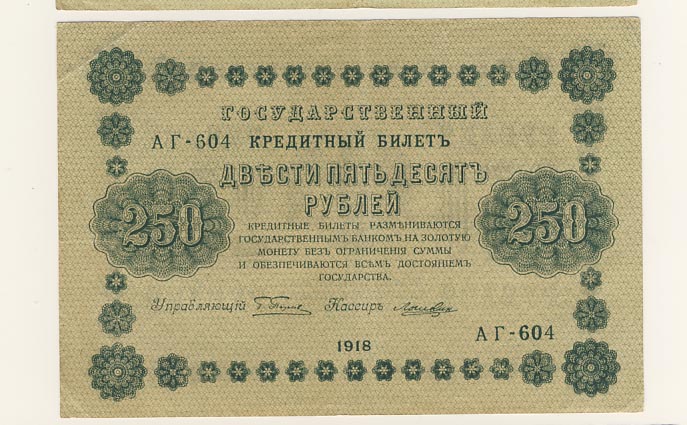 ГОСУДАРСТВЕННЫЙ
АГ-604 КРЕДИТНЫЙ БИЛЕТЪ
ДВѢСТИ ПЯТЬДЕСЯТЪ
РУБЛЕЙ
250 250
КРЕДИТНЫЕ БИЛЕТЫ РАЗМѢНИВАЮТСЯ
ГОСУДАРСТВЕННЫМЪ БАНКОМЪ НА ЗОЛОТУЮ
МОНЕТУ БЕЗЪ ОГРАНИЧЕНІЯ СУММЫ
И ОБЕЗПЕЧИВАЮТСЯ ВСѢМЪ ДОСТОЯНІЕМЪ
ГОСУДАРСТВА.
Управляющій Кассиръ
АГ-604
1918